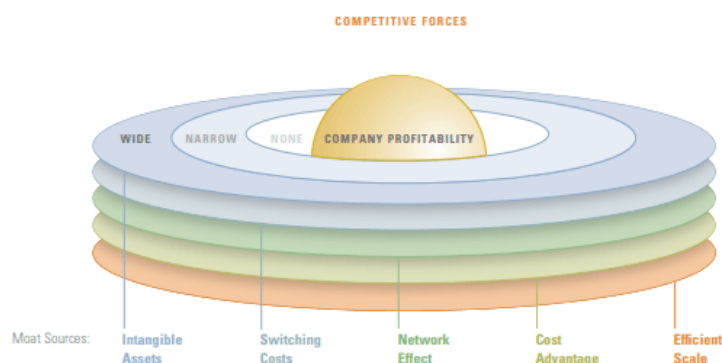 COMPETITIVE FORCES
WIDE NARROW NONE COMPANY PROFITABILITY
Moat Sources: Intangible Switching Network Cost Efficient
Assets Costs Effect Advantage Scale